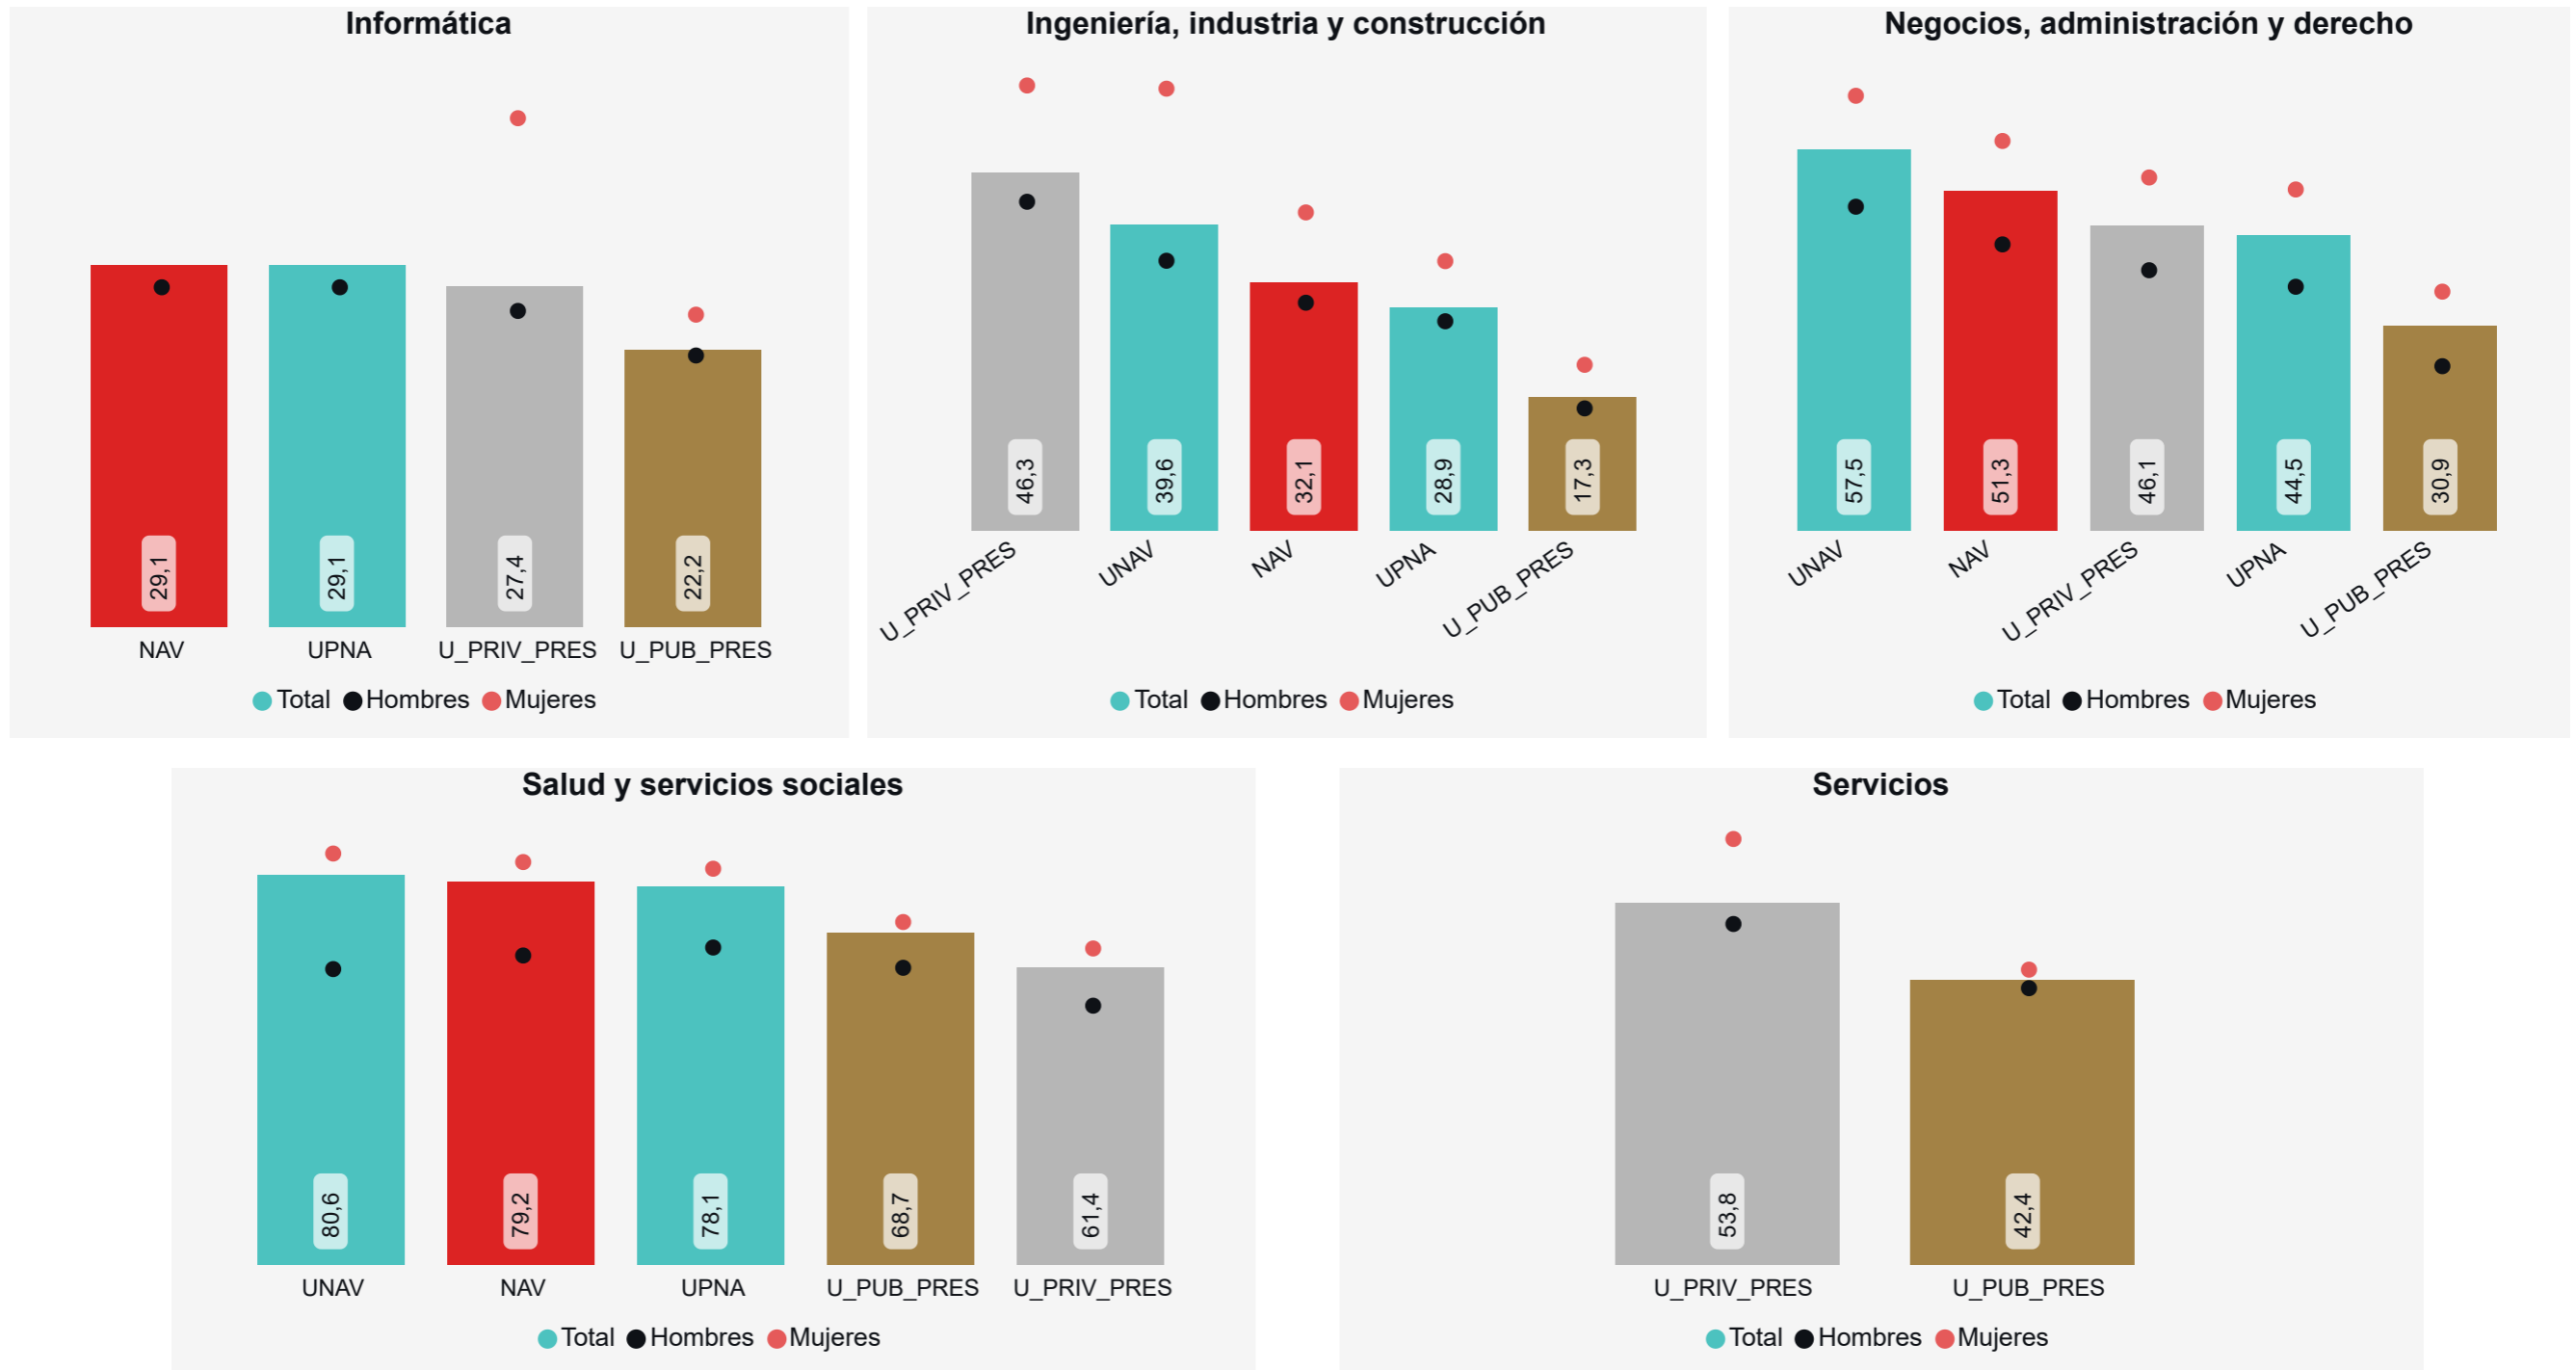 Informática
29,1
29,1
27,4
22,2
NAV
UPNA
U_PRIV_PRES
U_PUB_PRES
Total Hombres Mujeres
Ingeniería, industria y construcción
46,3
39,6
32,1
28,9
17,3
U_PRIV_PRES
UNAV
NAV
UPNA
U_PUB_PRES
Total Hombres Mujeres
Negocios, administración y derecho
57,5
51,3
46,1
44,5
30,9
UNAV
NAV
U_PRIV_PRES
UPNA
U_PUB_PRES
Total Hombres Mujeres
Salud y servicios sociales
80,6
79,2
78,1
68,7
61,4
UNAV
NAV
UPNA
U_PUB_PRES
U_PRIV_PRES
Total Hombres Mujeres
Servicios
53,8
42,4
U_PRIV_PRES
U_PUB_PRES
Total Hombres Mujeres